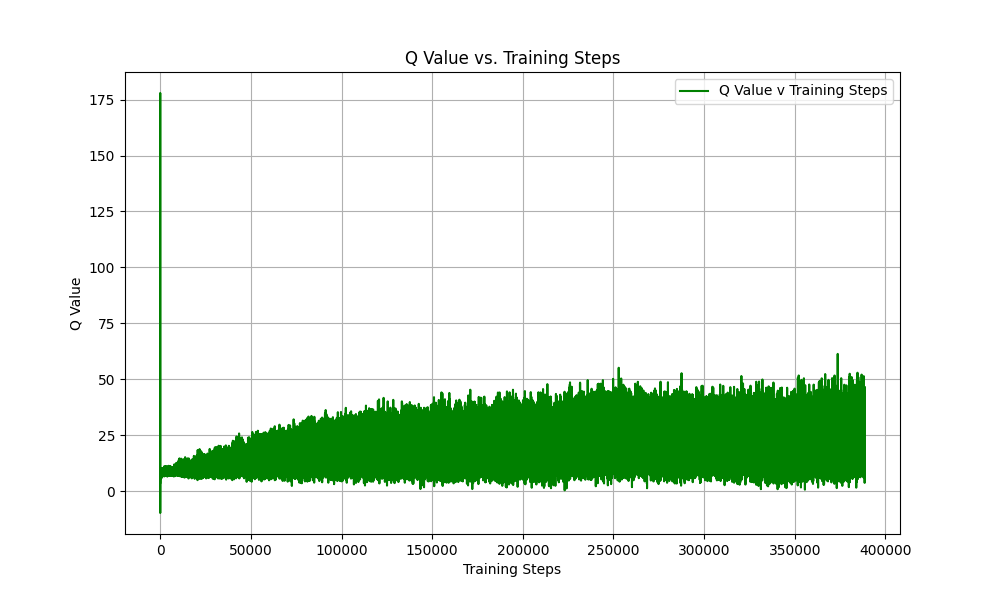 Q Value vs. Training Steps
Q Value v Training Steps
175
150
125
100
75
50
25
0
Q Value
0 50000 100000 150000 200000 250000 300000 350000 400000
Training Steps